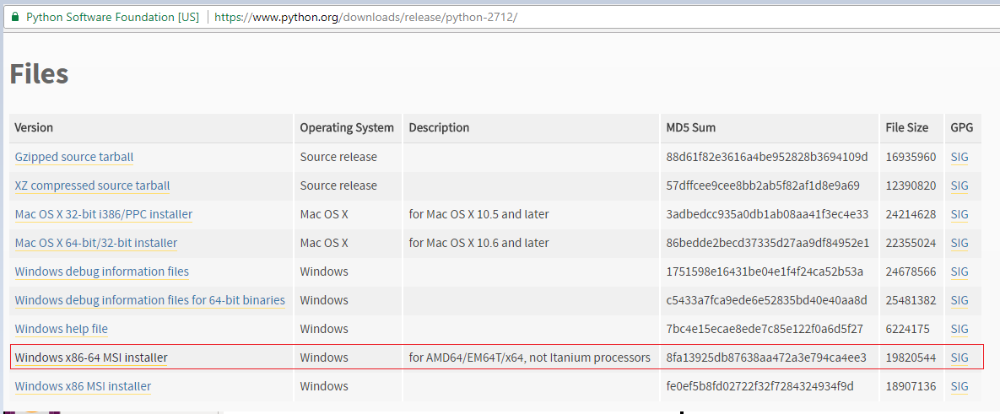 Python Software Foundation [US] https://www.python.org/downloads/release/python-2712/
Files
Version Operating System Description MD5 Sum File Size GPG
Gzipped source tarball Source release 88d61f82e3616a4be952828b3694109d 16935960 SIG
XZ compressed source tarball Source release 57dffcee9cee8bb2ab5f82af1d8e9a69 12390820 SIG
Mac OS X 32-bit i386/PPC installer Mac OS X for Mac OS X 10.5 and later 3adbedcc935a0db1ab08aa41f3ec4e33 24214628 SIG
Mac OS X 64-bit/32-bit installer Mac OS X for Mac OS X 10.6 and later 86bedde2becd37335d27aa9df84952e1 22355024 SIG
Windows debug information files Windows 1751598e16431be04e1f4f24ca52b53a 24678566 SIG
Windows debug information files for 64-bit binaries Windows c5433a7fca9ede6e52835bd40e40aa8d 25481382 SIG
Windows help file Windows 7bc4e15ecae8ede7c85e122f0a6d5f27 6224175 SIG
Windows x86-64 MSI installer Windows for AMD64/EM64T/x64, not Itanium processors 8fa13925db87638aa472a3e794ca4ee3 19820544 SIG
Windows x86 MSI installer Windows fe0ef5b8fd02722f32f7284324934f9d 18907136 SIG